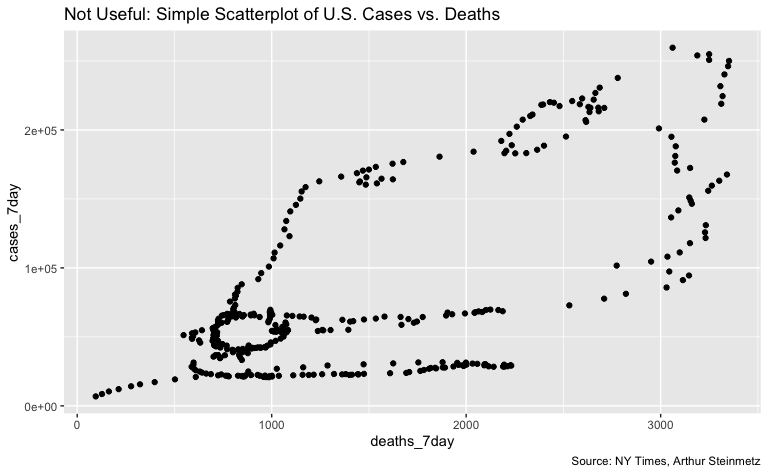 Not Useful: Simple Scatterplot of U.S. Cases vs. Deaths
cases_7day
2e+05
1e+05
0e+00
0 1000 2000 3000
deaths_7day
Source: NY Times, Arthur Steinmetz